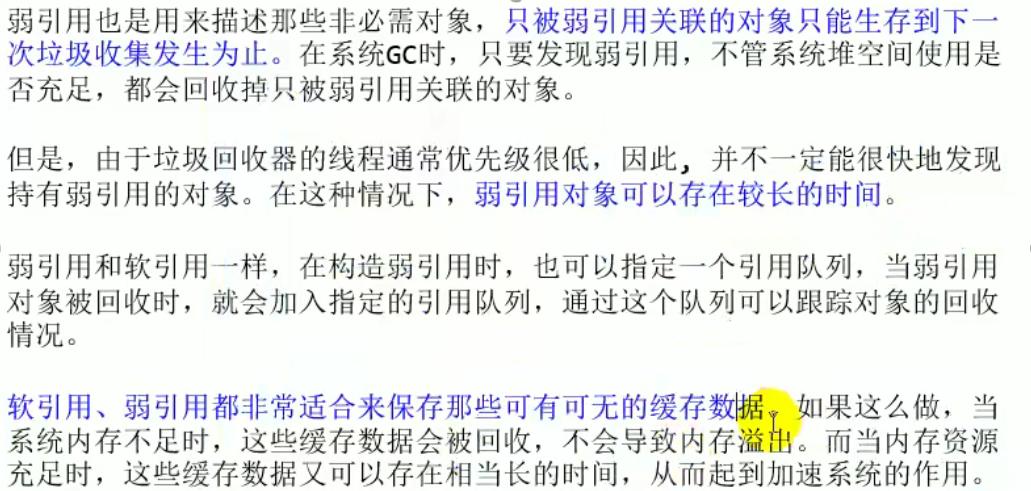 弱引用也是用来描述那些非必需对象，只被弱引用关联的对象只能生存到下一
次垃圾收集发生为止。在系统GC时，只要发现弱引用，不管系统堆空间使用是
否充足，都会回收掉只被弱引用关联的对象。
但是，由于垃圾回收器的线程通常优先级很低，因此，并不一定能很快地发现
持有弱引用的对象。在这种情况下，弱引用对象可以存在较长的时间。
弱引用和软引用一样，在构造弱引用时，也可以指定一个引用队列，当弱引用
对象被回收时，就会加入指定的引用队列，通过这个队列可以跟踪对象的回收
情况。
软引用、弱引用都非常适合来保存那些可有可无的缓存数据。如果这么做，当
系统内存不足时，这些缓存数据会被回收，不会导致内存溢出。而当内存资源
充足时，这些缓存数据又可以存在相当长的时间，从而起到加速系统的作用。